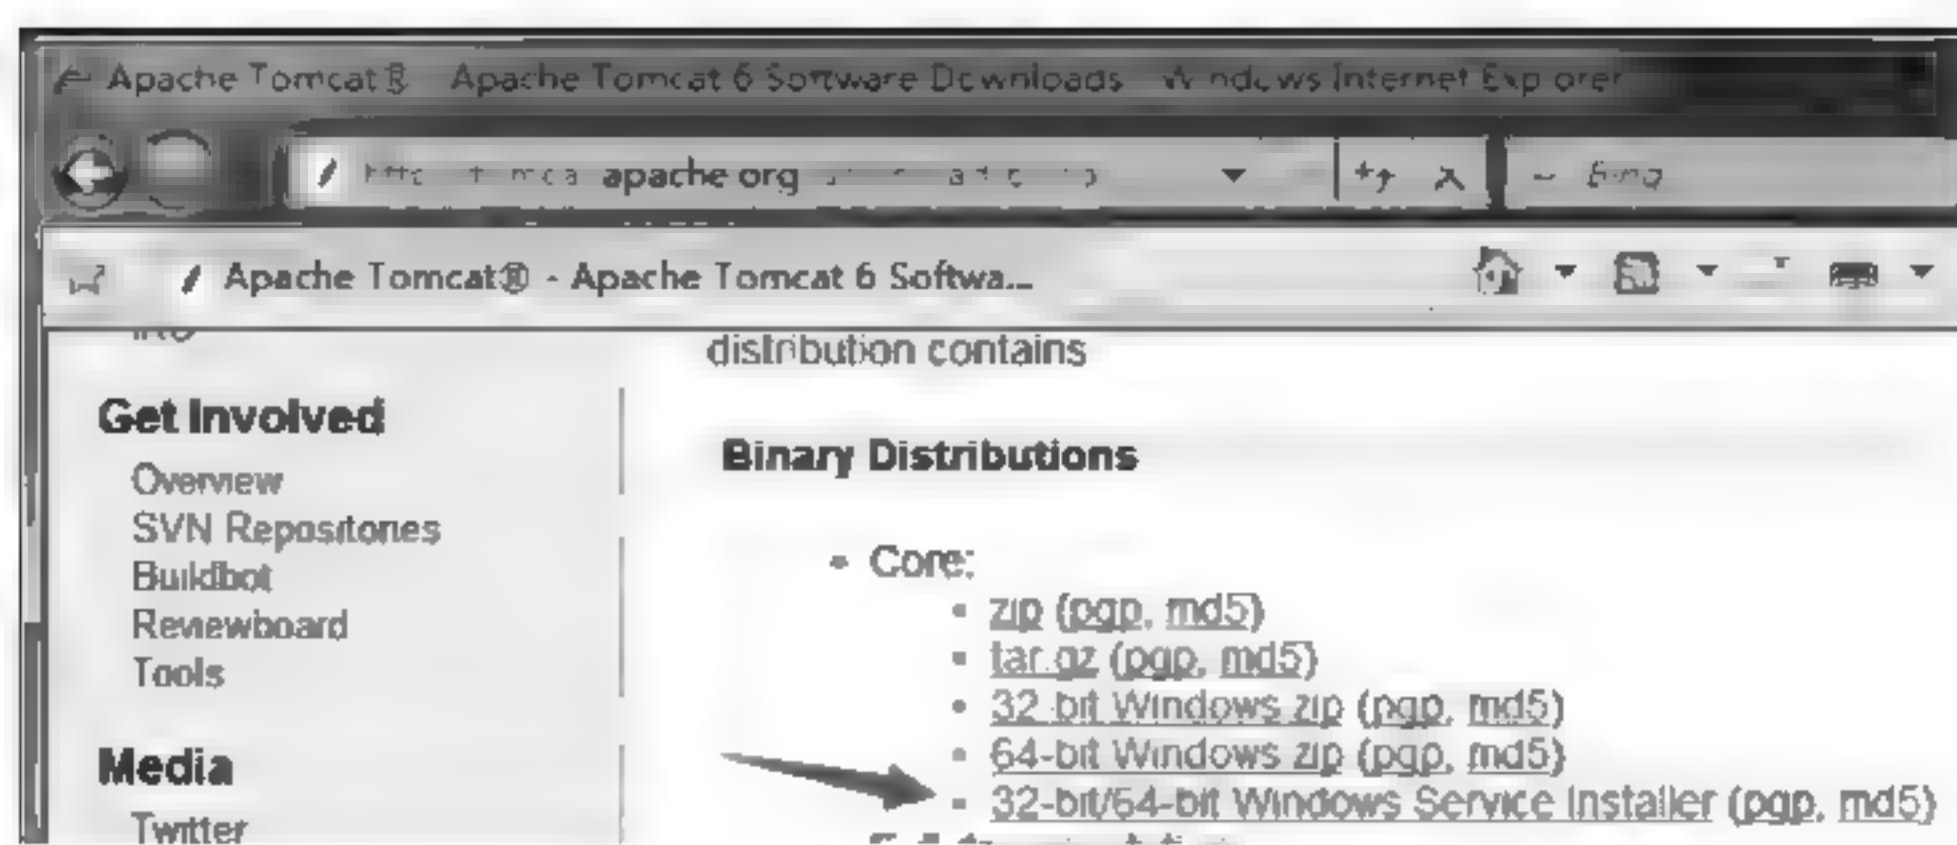 Apache Tomcat® Apache Tomcat 6 Software Downloads Windows Internet Explorer
apache.org Bing
Apache Tomcat® - Apache Tomcat 6 Softwa...
distribution contains
Get Involved
Overview
SVN Repositories
Buildbot
Reviewboard
Tools
Media
Twitter
Binary Distributions
• Core:
▪ zip (pgp, md5)
▪ tar.gz (pgp, md5)
▪ 32-bit Windows zip (pgp, md5)
▪ 64-bit Windows zip (pgp, md5)
▪ 32-bit/64-bit Windows Service Installer (pgp, md5)